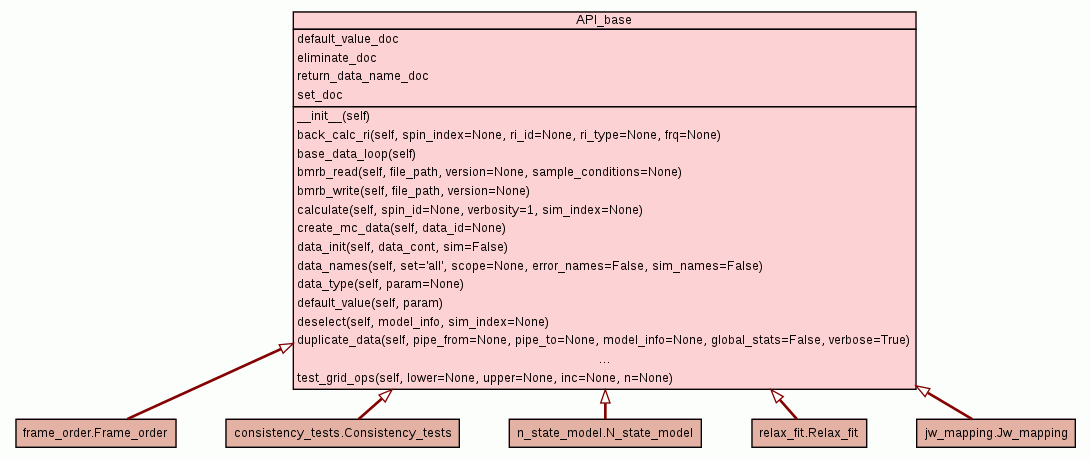 API_base
default_value_doc
eliminate_doc
return_data_name_doc
set_doc
__init__(self)
back_calc_ri(self, spin_index=None, ri_id=None, ri_type=None, frq=None)
base_data_loop(self)
bmrb_read(self, file_path, version=None, sample_conditions=None)
bmrb_write(self, file_path, version=None)
calculate(self, spin_id=None, verbosity=1, sim_index=None)
create_mc_data(self, data_id=None)
data_init(self, data_cont, sim=False)
data_names(self, set='all', scope=None, error_names=False, sim_names=False)
data_type(self, param=None)
default_value(self, param)
deselect(self, model_info, sim_index=None)
duplicate_data(self, pipe_from=None, pipe_to=None, model_info=None, global_stats=False, verbose=True)
...
test_grid_ops(self, lower=None, upper=None, inc=None, n=None)
frame_order.Frame_order
consistency_tests.Consistency_tests
n_state_model.N_state_model
relax_fit.Relax_fit
jw_mapping.Jw_mapping